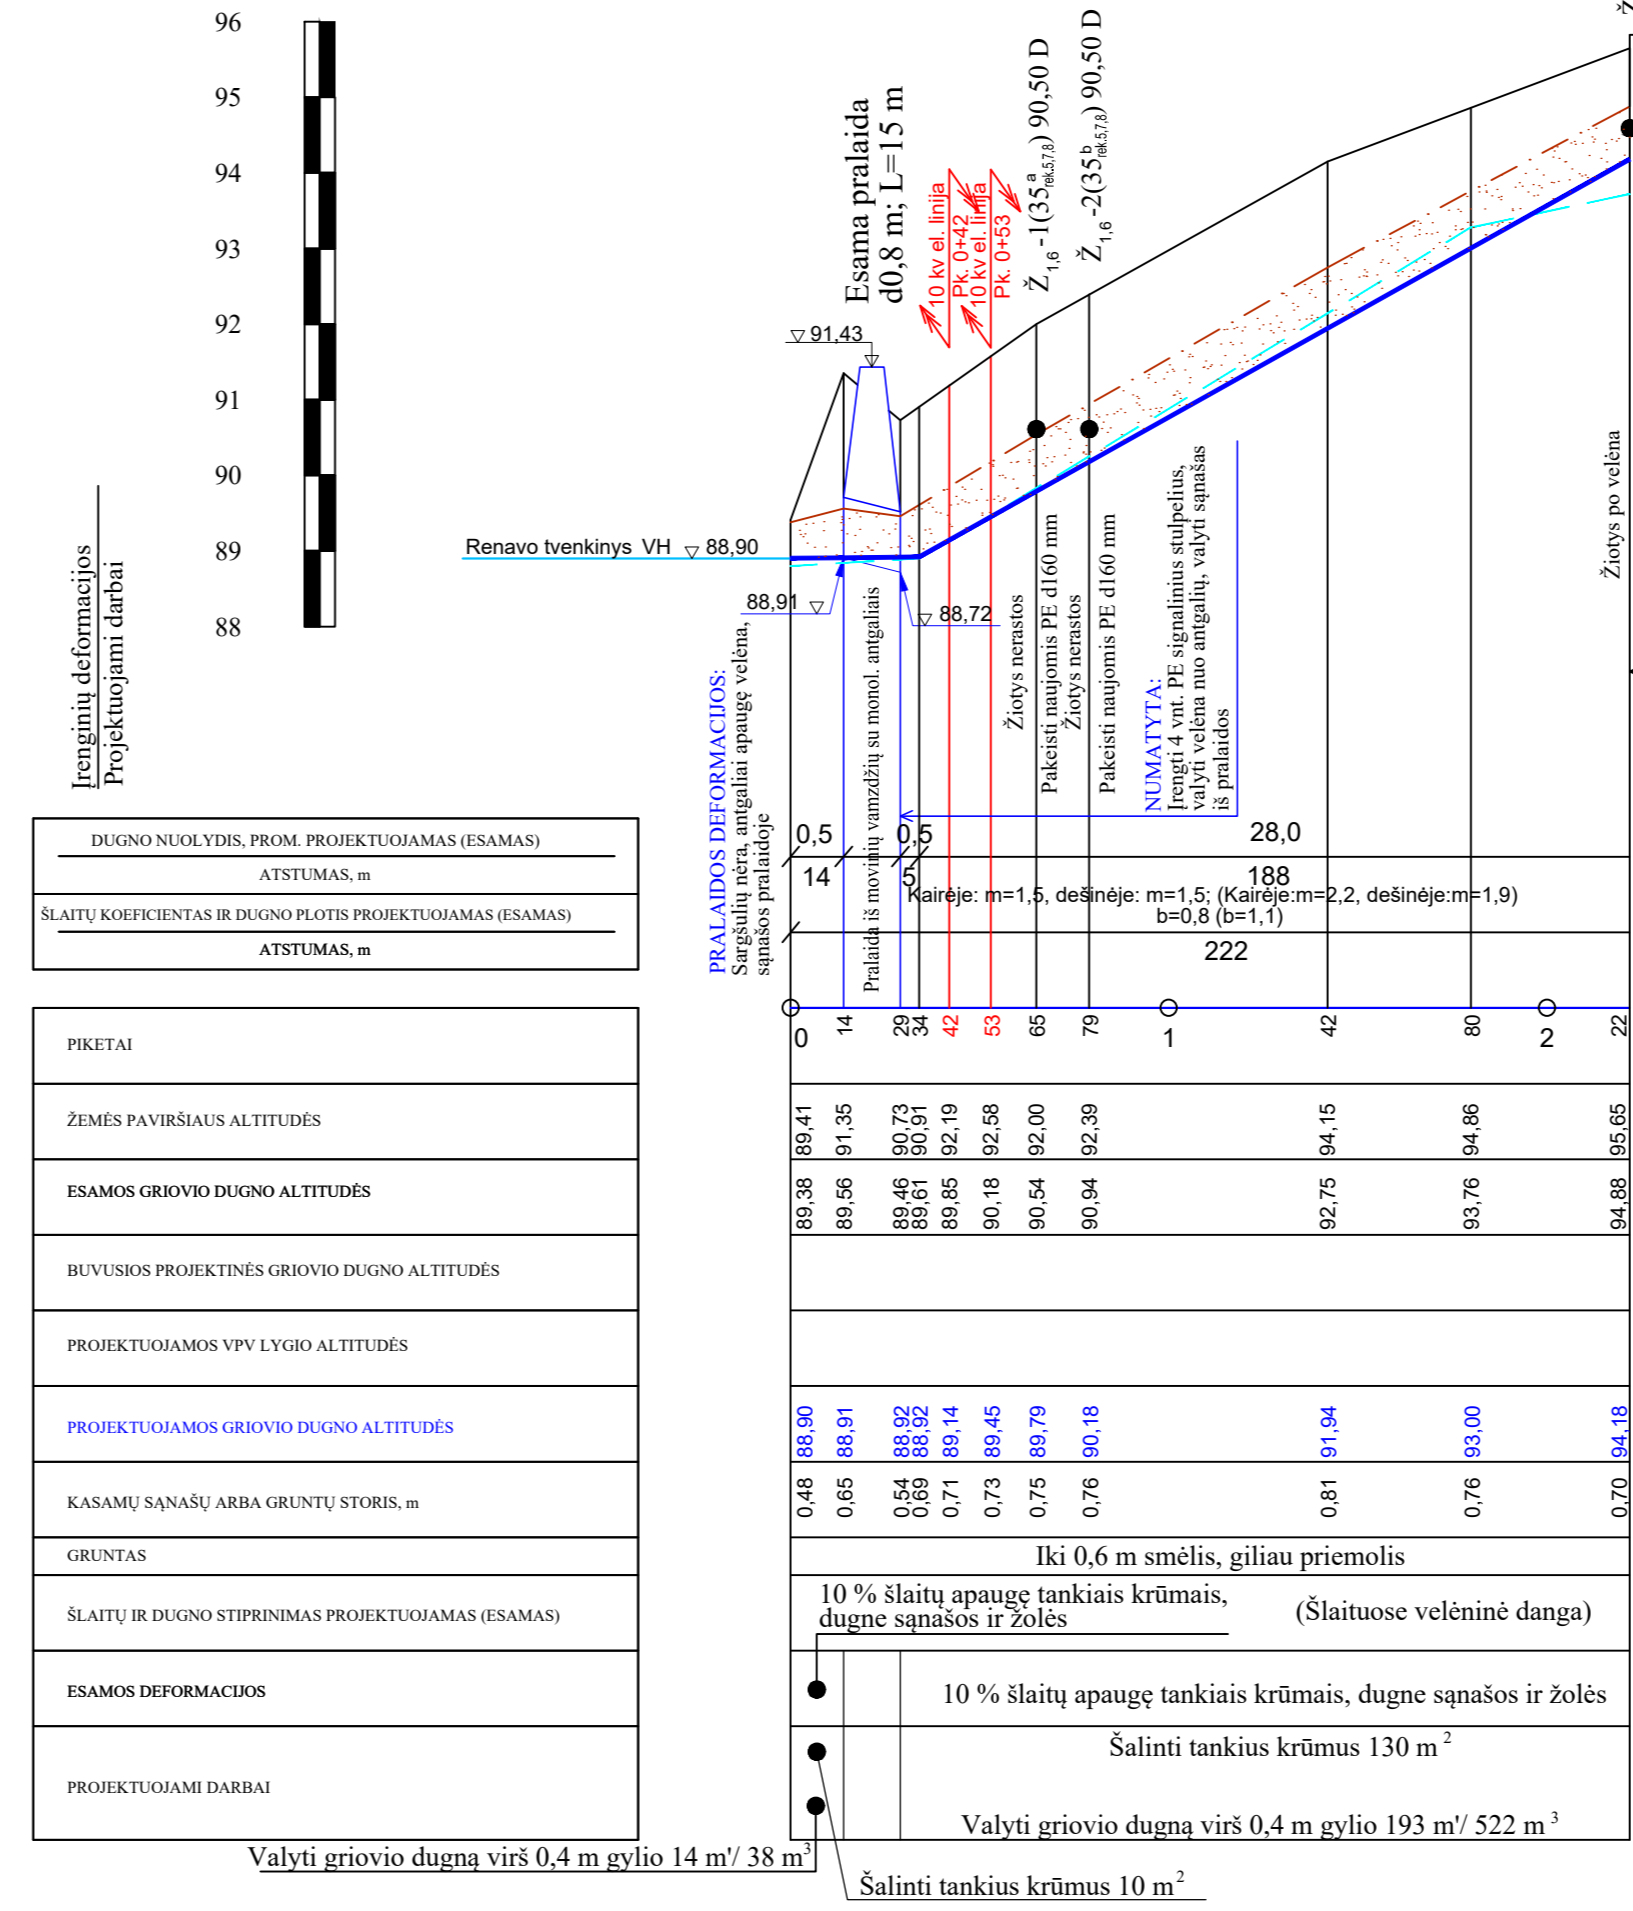 96
95
94
93
92
91
90
89
88
Įrenginių deformacijos
Projektuojami darbai
Esama pralaida
d0,8 m; L=15 m
91,43
10 kv el. linija
Pk. 0+42
10 kv el. linija
Pk. 0+53
Ž1,6-1(35a rek.5,7,8) 90,50 D
Ž1,6-2(35b rek.5,7,8) 90,50 D
Renavo tvenkinys VH 88,90
88,91
88,72
PRALAIDOS DEFORMACIJOS:
Sargšulių nėra, antgaliai apaugę velėna,
sąnašos pralaidoje
Pralaida iš movinių vamzdžių su monol. antgaliais
Žiotys nerastos
Pakeisti naujomis PE d160 mm
Žiotys nerastos
Pakeisti naujomis PE d160 mm
NUMATYTA:
Įrengti 4 vnt. PE signalinius stulpelius,
valyti velėna nuo antgalių, valyti sąnašas
iš pralaidos
Žiotys po velėna
Ž
DUGNO NUOLYDIS, PROM. PROJEKTUOJAMAS (ESAMAS)
0,5 0,5 28,0
ATSTUMAS, m
14 5 188
ŠLAITŲ KOEFICIENTAS IR DUGNO PLOTIS PROJEKTUOJAMAS (ESAMAS)
Kairėje: m=1,5, dešinėje: m=1,5; (Kairėje:m=2,2, dešinėje:m=1,9)
b=0,8 (b=1,1)
ATSTUMAS, m
222
PIKETAI
0 14 29 34 42 53 65 79 1 42 80 2 22
ŽEMĖS PAVIRŠIAUS ALTITUDĖS
89,41 91,35 90,73 90,91 92,19 92,58 92,00 92,39 94,15 94,86 95,65
ESAMOS GRIOVIO DUGNO ALTITUDĖS
89,38 89,56 89,46 89,61 89,85 90,18 90,54 90,94 92,75 93,76 94,88
BUVUSIOS PROJEKTINĖS GRIOVIO DUGNO ALTITUDĖS
PROJEKTUOJAMOS VPV LYGIO ALTITUDĖS
PROJEKTUOJAMOS GRIOVIO DUGNO ALTITUDĖS
88,90 88,91 88,92 88,92 89,14 89,45 89,79 90,18 91,94 93,00 94,18
KASAMŲ SĄNAŠŲ ARBA GRUNTŲ STORIS, m
0,48 0,65 0,54 0,69 0,71 0,73 0,75 0,76 0,81 0,76 0,70
GRUNTAS
Iki 0,6 m smėlis, giliau priemolis
ŠLAITŲ IR DUGNO STIPRINIMAS PROJEKTUOJAMAS (ESAMAS)
10 % šlaitų apaugę tankiais krūmais,
dugne sąnašos ir žolės
(Šlaituose velėninė danga)
ESAMOS DEFORMACIJOS
10 % šlaitų apaugę tankiais krūmais, dugne sąnašos ir žolės
PROJEKTUOJAMI DARBAI
Šalinti tankius krūmus 130 m²
Valyti griovio dugną virš 0,4 m gylio 193 m'/ 522 m³
Valyti griovio dugną virš 0,4 m gylio 14 m'/ 38 m³
Šalinti tankius krūmus 10 m²